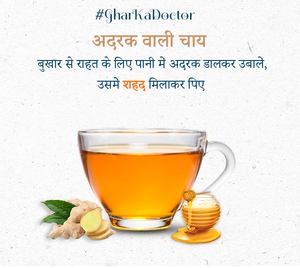 #GharKaDoctor
अदरक वाली चाय
बुखार से राहत के लिए पानी में अदरक डालकर उबाले,
उसमें शहद मिलाकर पिए